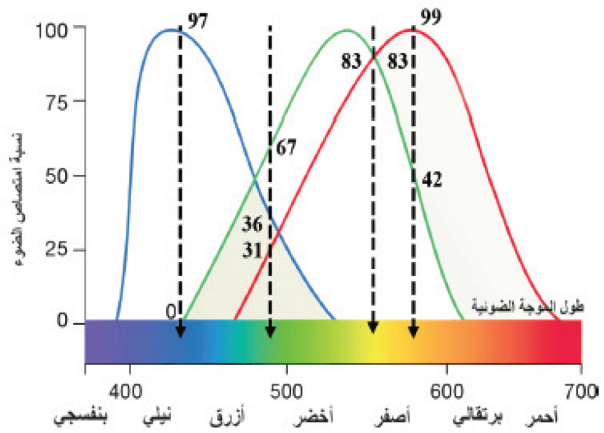 100
75
50
25
0
نسبة امتصاص الضوء
97
99
83
83
67
42
36
31
0
طول الموجة الضوئية
400
500
600
700
بنفسجي
نيلي
أزرق
أخضر
أصفر
برتقالي
أحمر